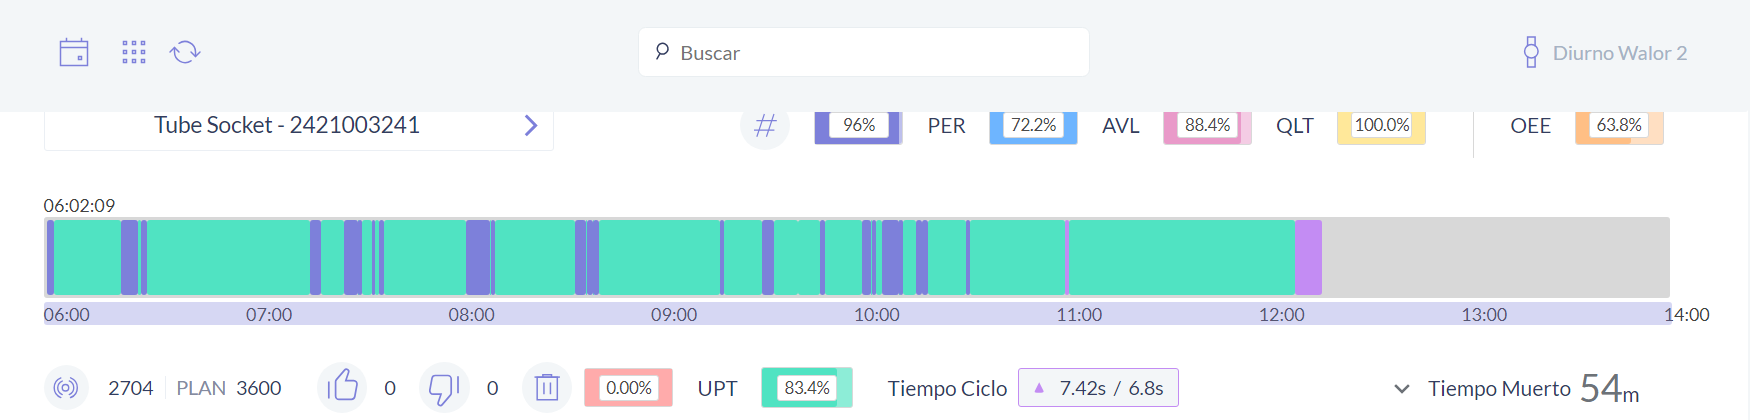 Buscar
Diurno Walor 2
Tube Socket - 2421003241
96% PER 72.2% AVL 88.4% QLT 100.0% OEE 63.8%
06:02:09
06:00 07:00 08:00 09:00 10:00 11:00 12:00 13:00 14:00
2704 PLAN 3600 0 0 0.00% UPT 83.4% Tiempo Ciclo ▲ 7.42s / 6.8s Tiempo Muerto 54m